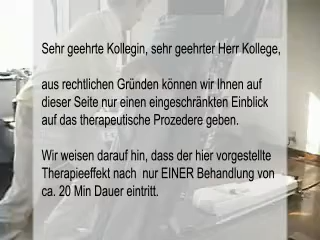 Sehr geehrte Kollegin, sehr geehrter Herr Kollege,
aus rechtlichen Gründen können wir Ihnen auf
dieser Seite nur einen eingeschränkten Einblick
auf das therapeutische Prozedere geben.
Wir weisen darauf hin, dass der hier vorgestellte
Therapieeffekt nach nur EINER Behandlung von
ca. 20 Min Dauer eintritt.